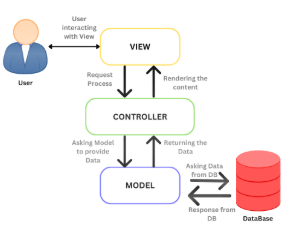 User
Interacting
with View
VIEW
User
Request
Process
Rendering the
content
CONTROLLER
Asking Model
to provide
Data
Returning the
Data
Asking Data
from DB
MODEL
Response from
DB
DataBase